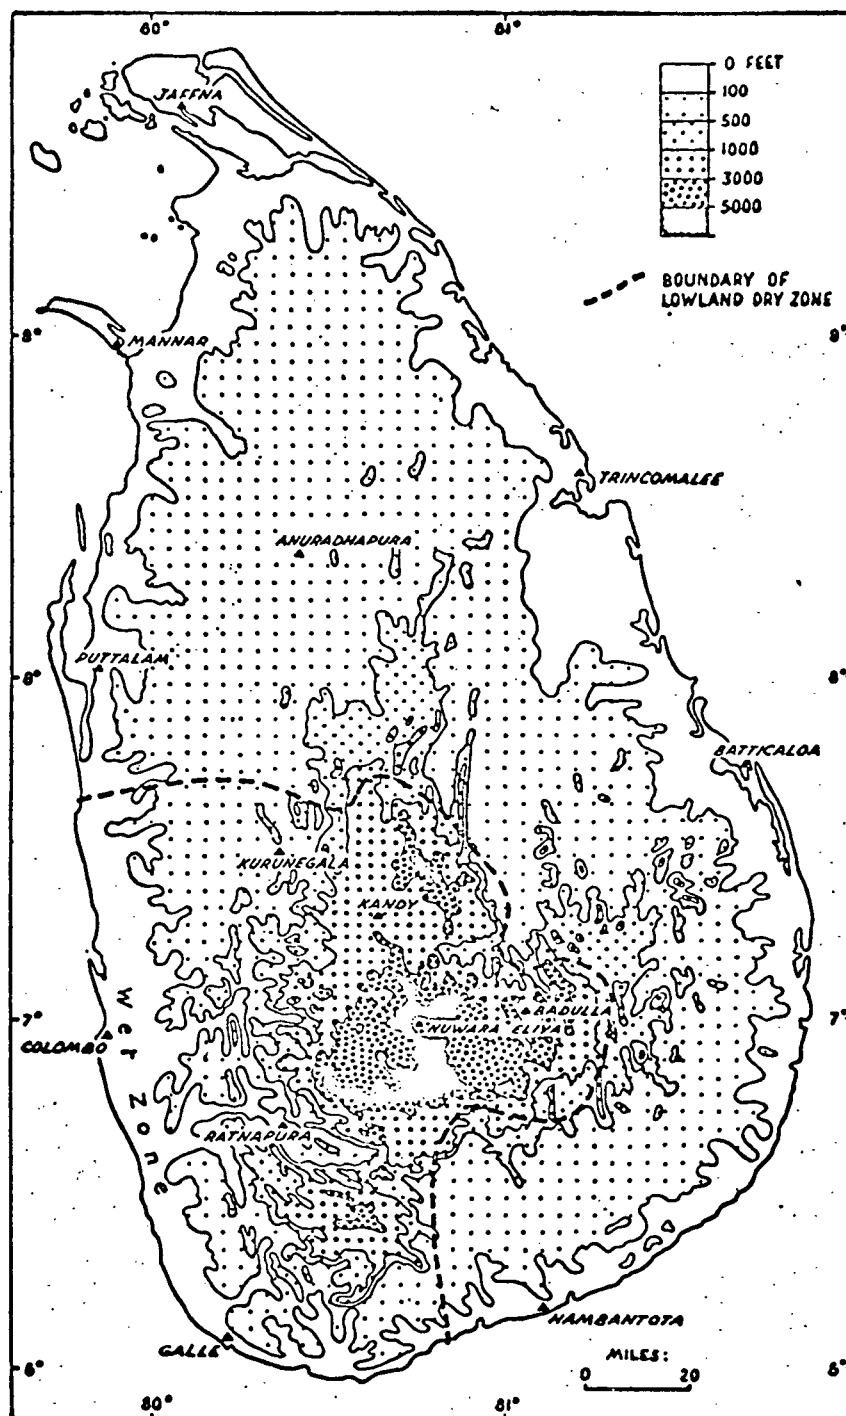 80°
81°
0 FEET
100
500
1000
3000
5000
BOUNDARY OF
LOWLAND DRY ZONE
JAFFNA
9°
MANNAR
TRINCOMALEE
ANURADHAPURA
8°
8°
PUTTALAM
BATTICALOA
KURUNEGALA
KANDY
7°
7°
BADULLA
NUWARA ELIYA
COLOMBO
Wet Zone
RATNAPURA
HAMBANTOTA
GALLE
MILES:
0 20
6°
80°
81°